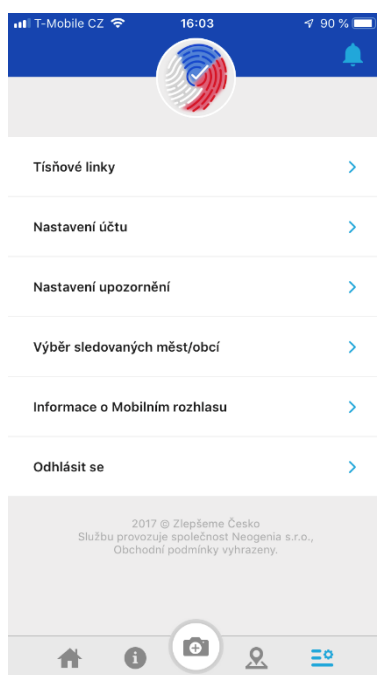 T-Mobile CZ 16:03 90 %
Tísňové linky
Nastavení účtu
Nastavení upozornění
Výběr sledovaných měst/obcí
Informace o Mobilním rozhlasu
Odhlásit se
2017 © Zlepšeme Česko
Službu provozuje společnost Neogenia s.r.o.,
Obchodní podmínky vyhrazeny.